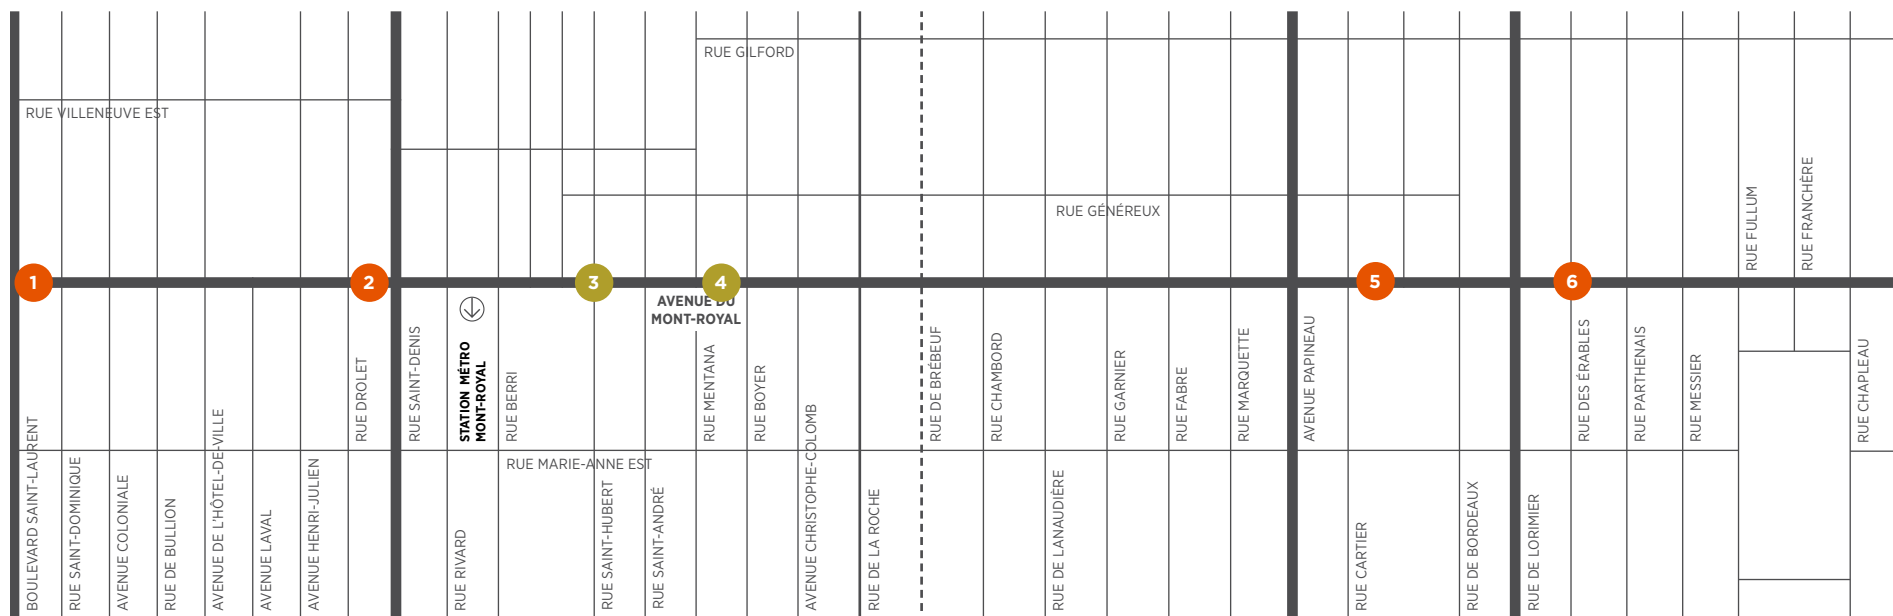 RUE GILFORD
RUE VILLENEUVE EST
RUE GÉNÉREUX
RUE FULLUM
RUE FRANCHÈRE
1
2
3
4
5
6
AVENUE DU
MONT-ROYAL
BOULEVARD SAINT-LAURENT
RUE SAINT-DOMINIQUE
AVENUE COLONIALE
RUE DE BULLION
AVENUE DE L'HÔTEL-DE-VILLE
AVENUE LAVAL
AVENUE HENRI-JULIEN
RUE DROLET
RUE SAINT-DENIS
RUE RIVARD
STATION MÉTRO
MONT-ROYAL
RUE BERRI
RUE MARIE-ANNE EST
RUE SAINT-HUBERT
RUE SAINT-ANDRÉ
RUE MENTANA
RUE BOYER
AVENUE CHRISTOPHE-COLOMB
RUE DE LA ROCHE
RUE DE BRÉBEUF
RUE CHAMBORD
RUE DE LANAUDIÈRE
RUE GARNIER
RUE FABRE
RUE MARQUETTE
AVENUE PAPINEAU
RUE CARTIER
RUE DE BORDEAUX
RUE DE LORIMIER
RUE DES ÉRABLES
RUE PARTHENAIS
RUE MESSIER
RUE CHAPLEAU